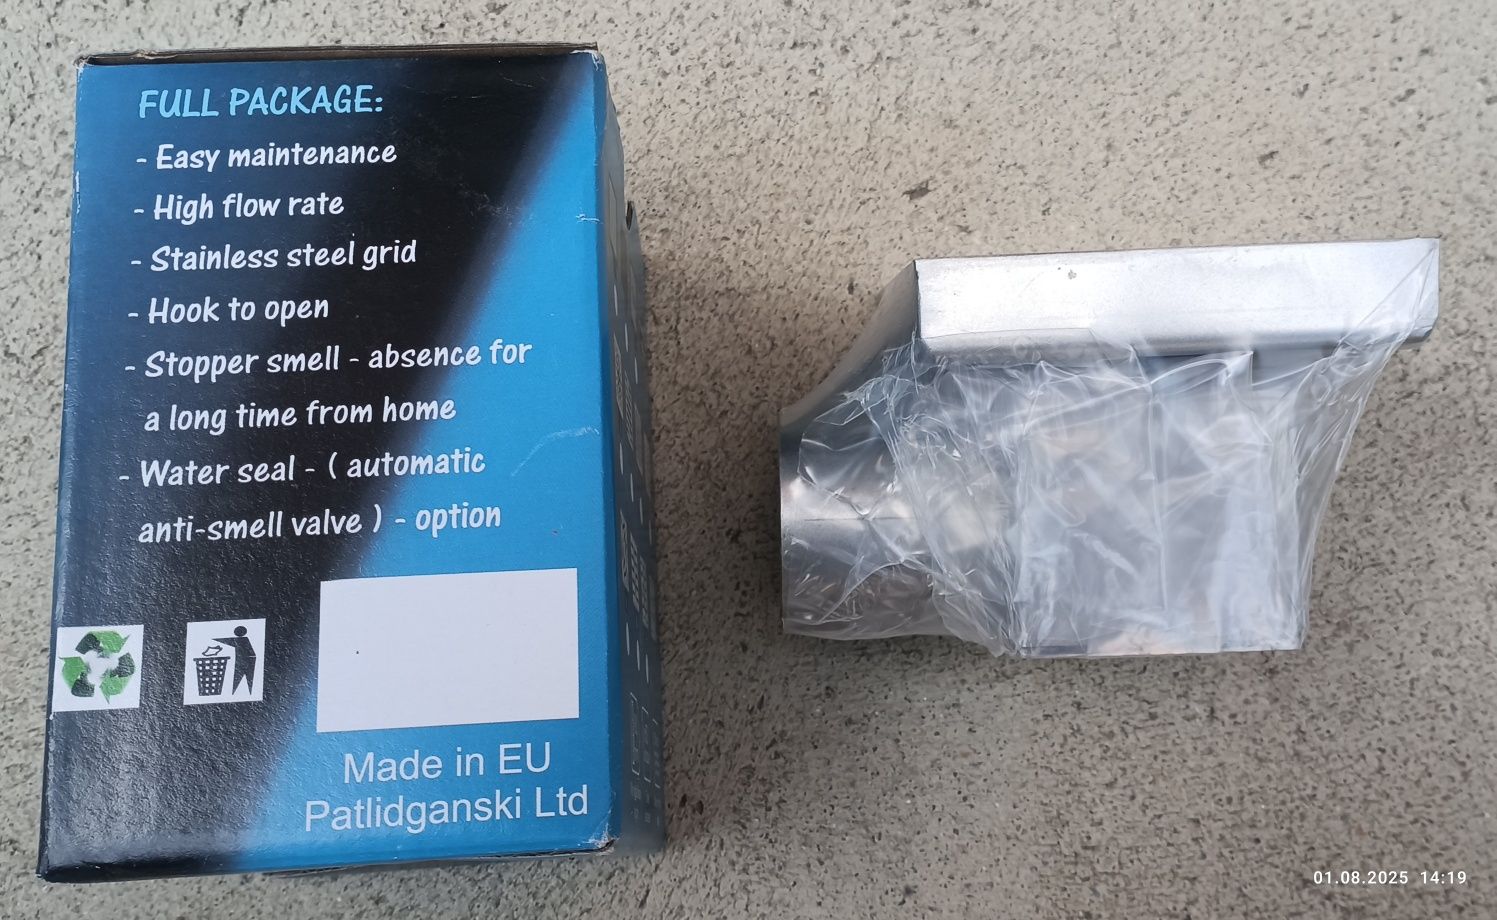 FULL PACKAGE:
- Easy maintenance
- High flow rate
- Stainless steel grid
- Hook to open
- Stopper smell - absence for
a long time from home
- Water seal - ( automatic
anti-smell valve ) - option
Made in EU
Patlidganski Ltd
01.08.2025 14:19